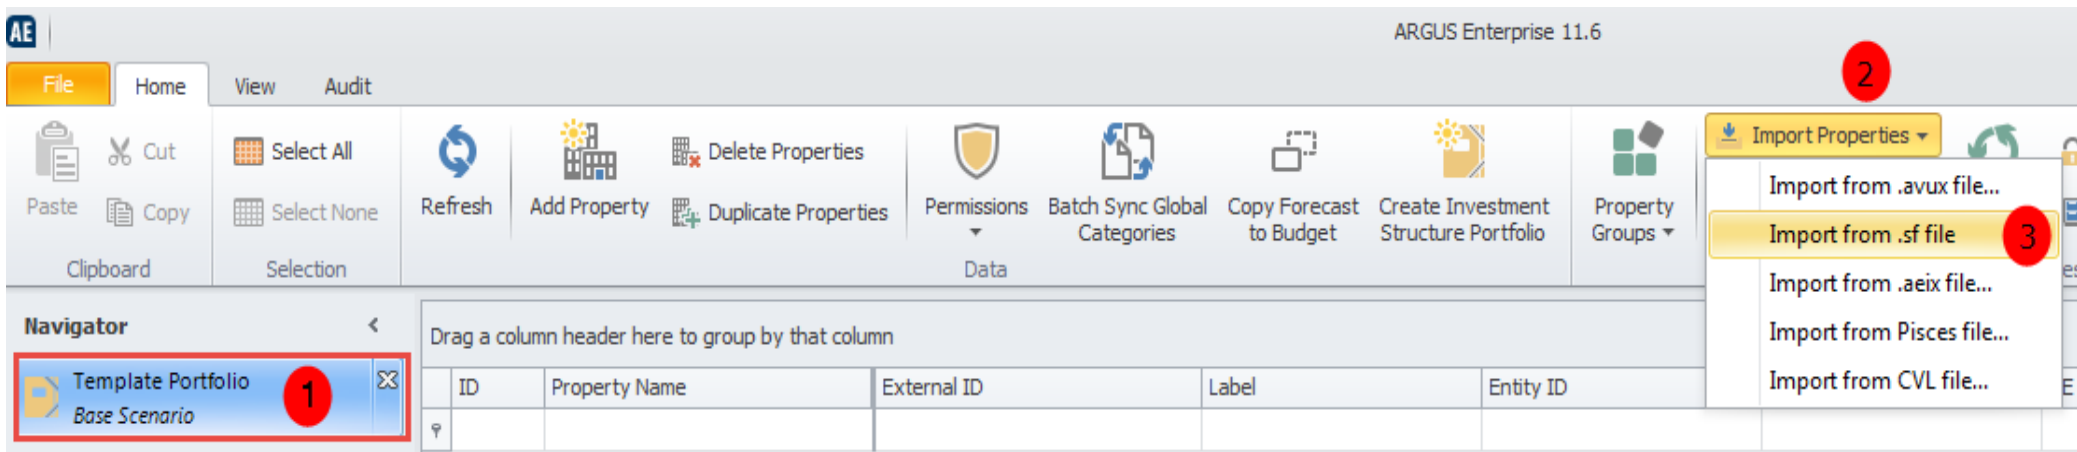 AE
ARGUS Enterprise 11.6
2
File
Home
View
Audit
Paste
Cut
Copy
Clipboard
Select All
Select None
Selection
Refresh
Add Property
Delete Properties
Duplicate Properties
Permissions
Batch Sync Global
Categories
Copy Forecast
to Budget
Create Investment
Structure Portfolio
Data
Property
Groups
Import Properties
Import from .avux file...
Import from .sf file
3
Import from .aeix file...
Import from Pisces file...
Import from CVL file...
Navigator
Template Portfolio
Base Scenario
1
Drag a column header here to group by that column
ID
Property Name
External ID
Label
Entity ID
E